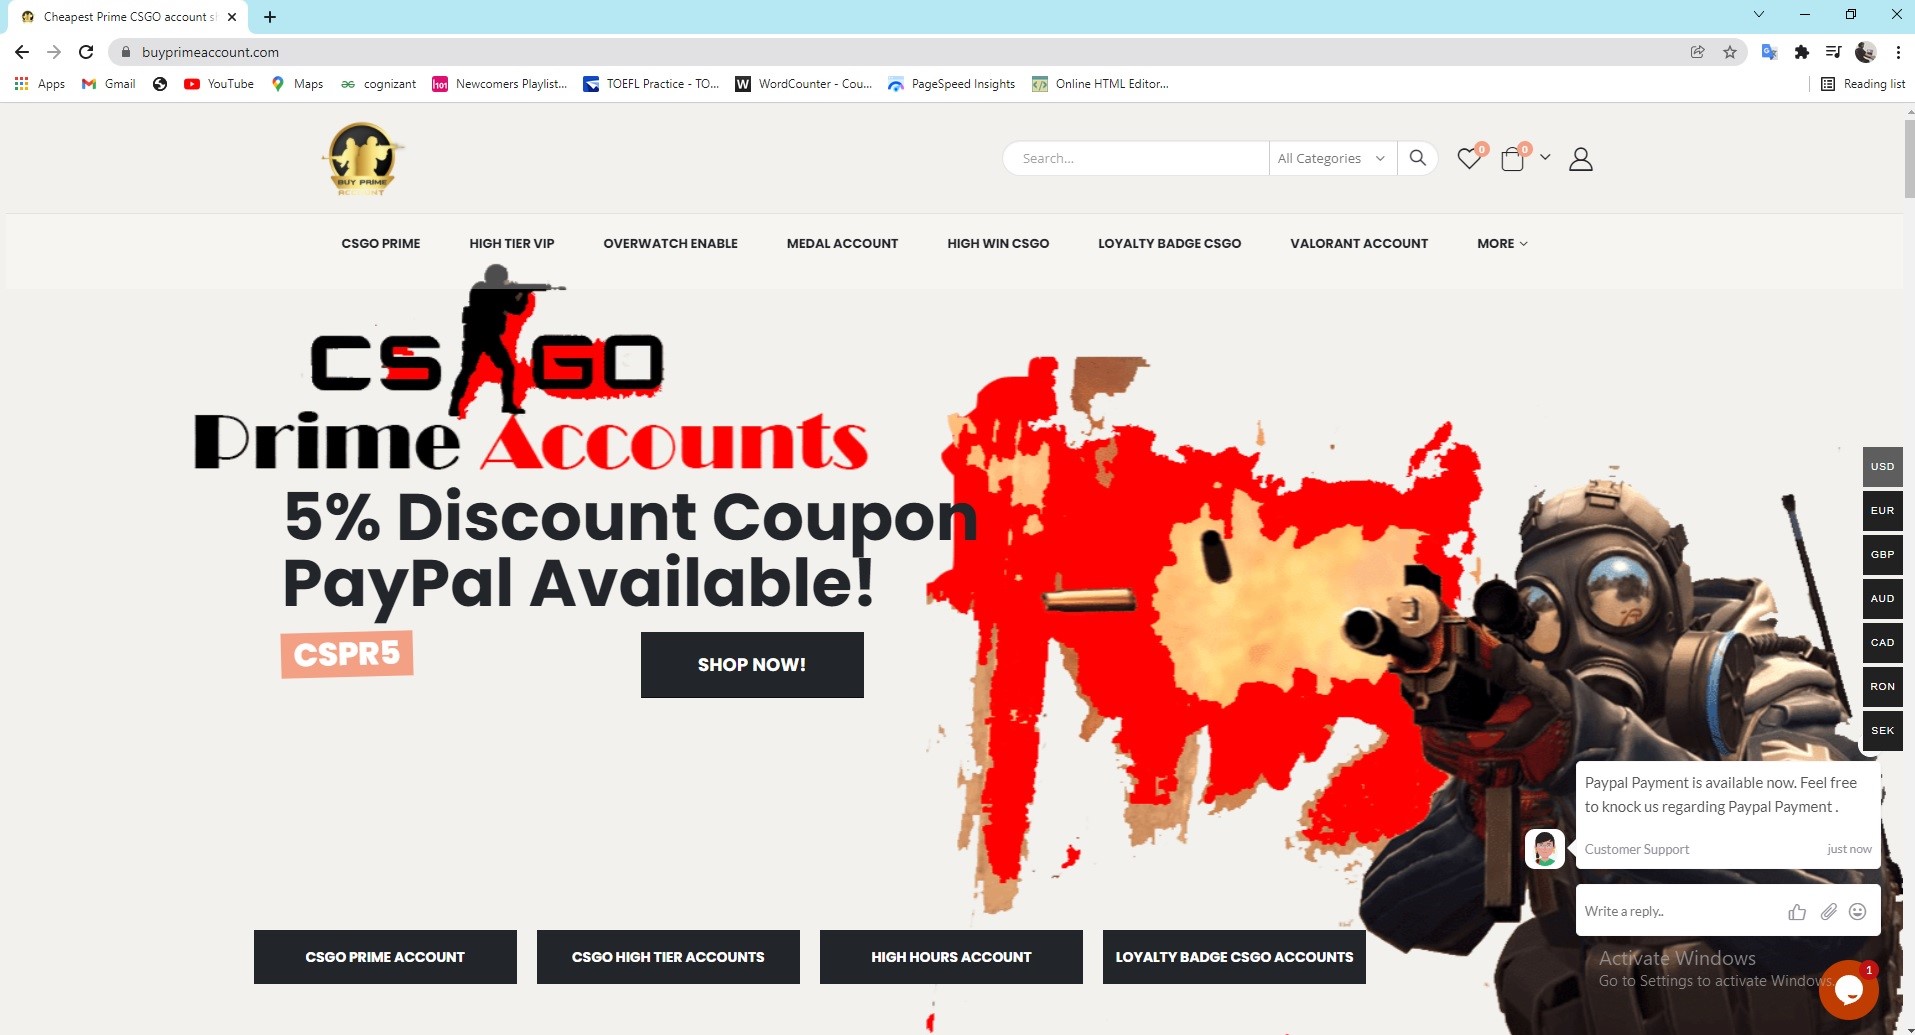 Cheapest Prime CSGO account s
buyprimeaccount.com
Apps
Gmail
YouTube
Maps
cognizant
Newcomers Playlist...
TOEFL Practice - TO...
W
WordCounter - Cou...
PageSpeed Insights
Online HTML Editor...
Reading list
BUY PRIME
ACCOUNT
Search...
All Categories
0
0
CSGO PRIME
HIGH TIER VIP
OVERWATCH ENABLE
MEDAL ACCOUNT
HIGH WIN CSGO
LOYALTY BADGE CSGO
VALORANT ACCOUNT
MORE
CS GO
Prime Accounts
5% Discount Coupon
PayPal Available!
CSPR5
SHOP NOW!
USD
EUR
GBP
AUD
CAD
RON
SEK
Paypal Payment is available now. Feel free
to knock us regarding Paypal Payment .
Customer Support
just now
Write a reply..
CSGO PRIME ACCOUNT
CSGO HIGH TIER ACCOUNTS
HIGH HOURS ACCOUNT
LOYALTY BADGE CSGO ACCOUNTS
Activate Windows
Go to Settings to activate Windows.
1